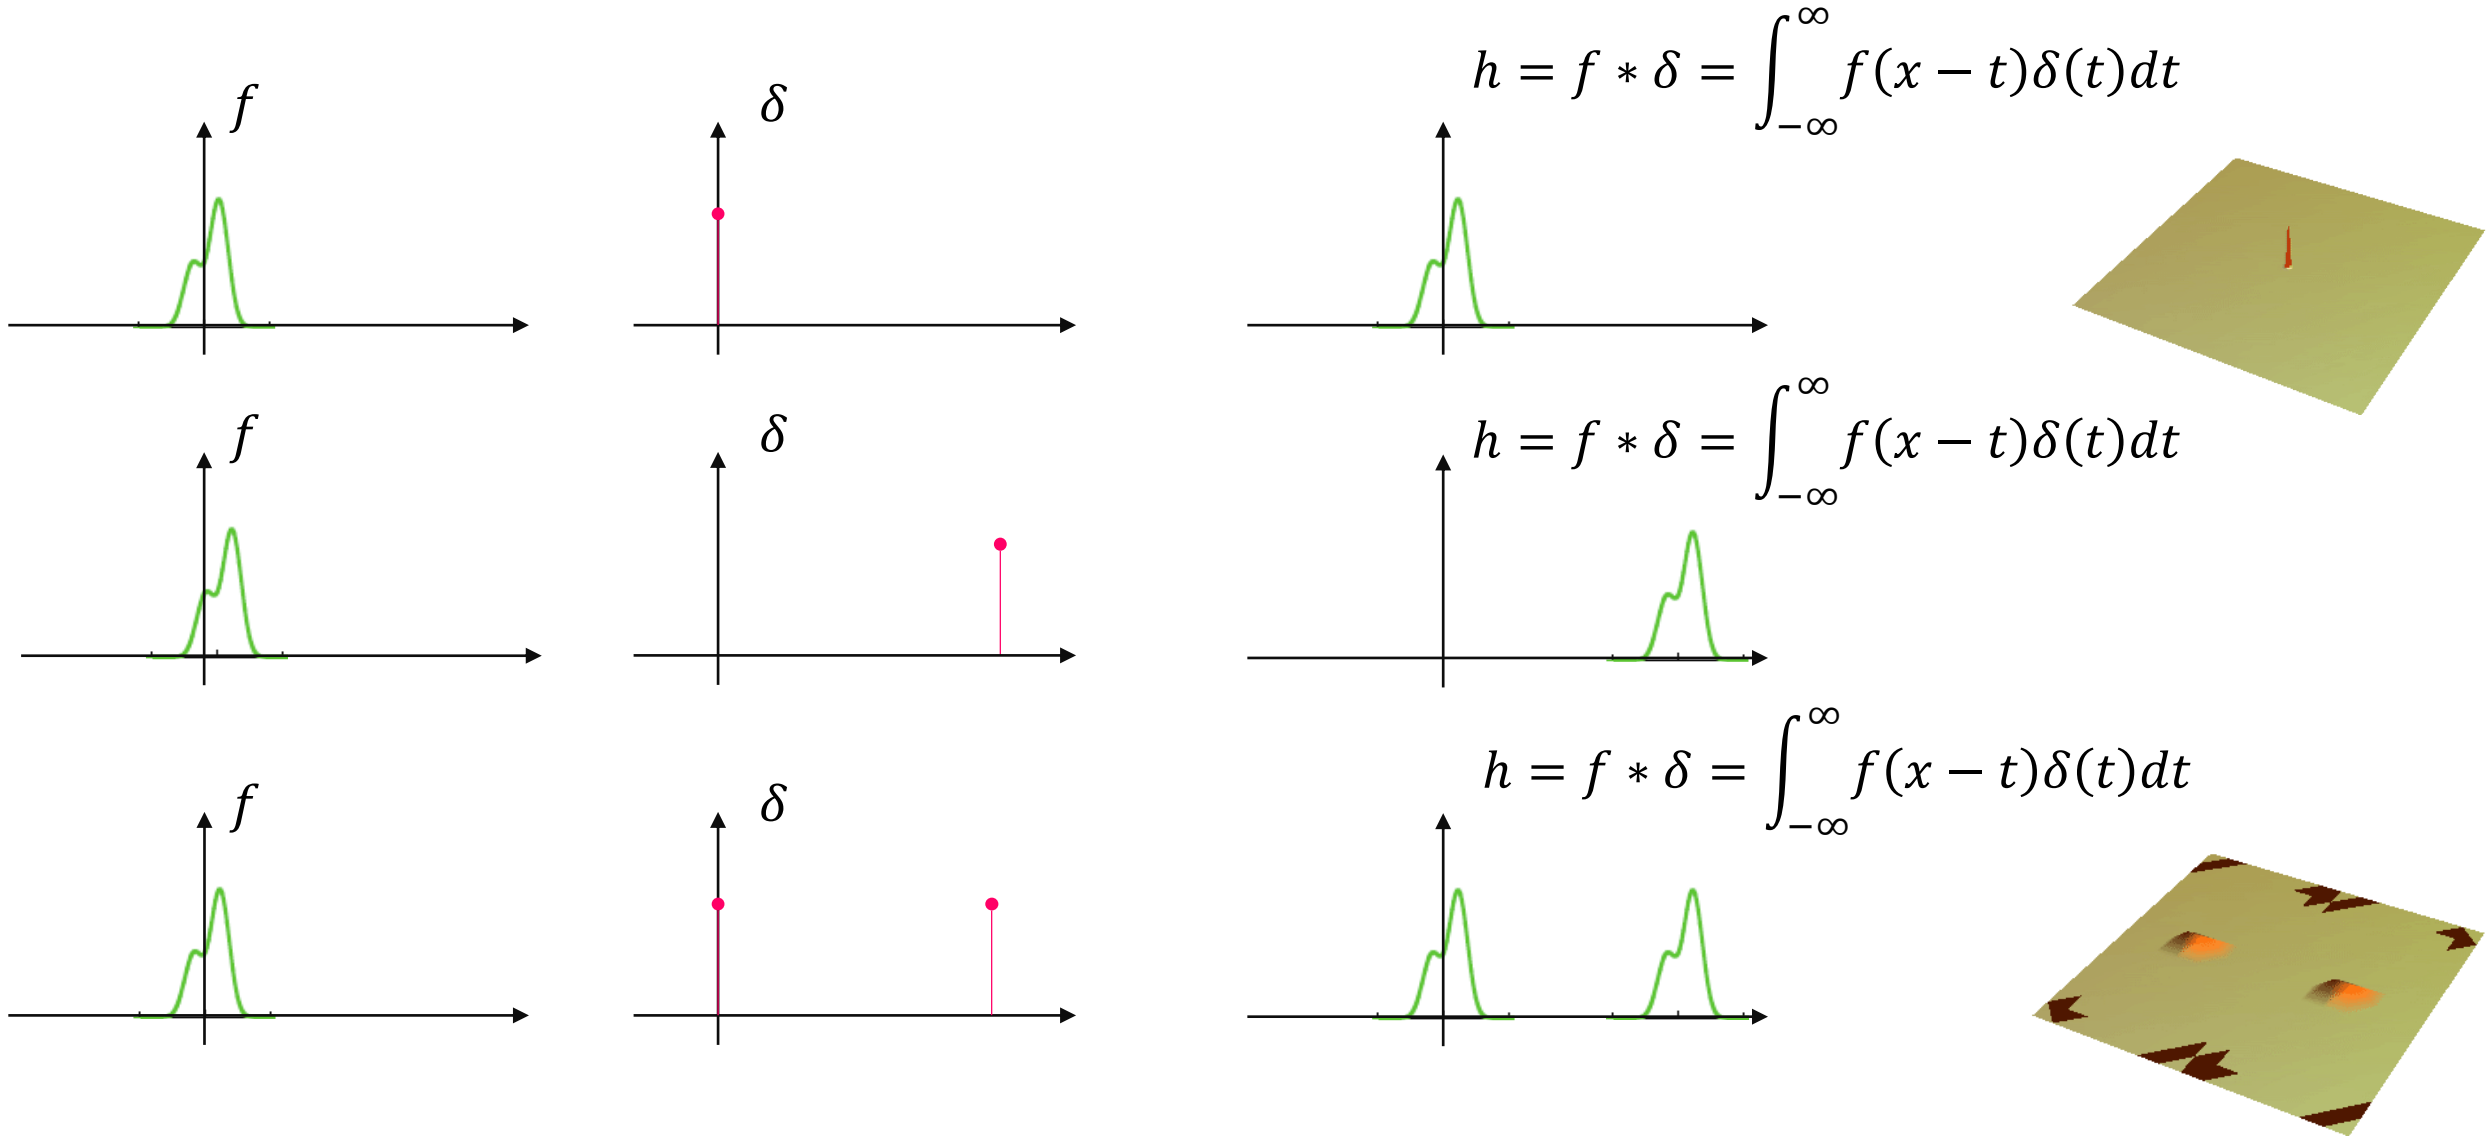 f
δ
h = f ∗ δ = ∫_{−∞}^{∞} f(x − t)δ(t)dt
f
δ
h = f ∗ δ = ∫_{−∞}^{∞} f(x − t)δ(t)dt
f
δ
h = f ∗ δ = ∫_{−∞}^{∞} f(x − t)δ(t)dt